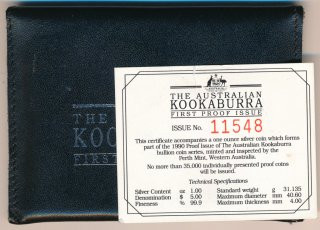 THE AUSTRALIAN
KOOKABURRA
FIRST PROOF ISSUE
ISSUE No. 11548
This certificate accompanies a one ounce silver coin which forms
part of the 1990 Proof Issue of The Australian Kookaburra
bullion coin series, minted and inspected by the
Perth Mint, Western Australia.
No more than 35,000 individually presented proof coins
will be issued.
Technical Specifications
Silver Content oz 1.00 Standard weight g 31.135
Denomination $ 5.00 Maximum diameter mm 40.60
Fineness % 99.9 Maximum thickness mm 4.00
THE
KOO
FIRST